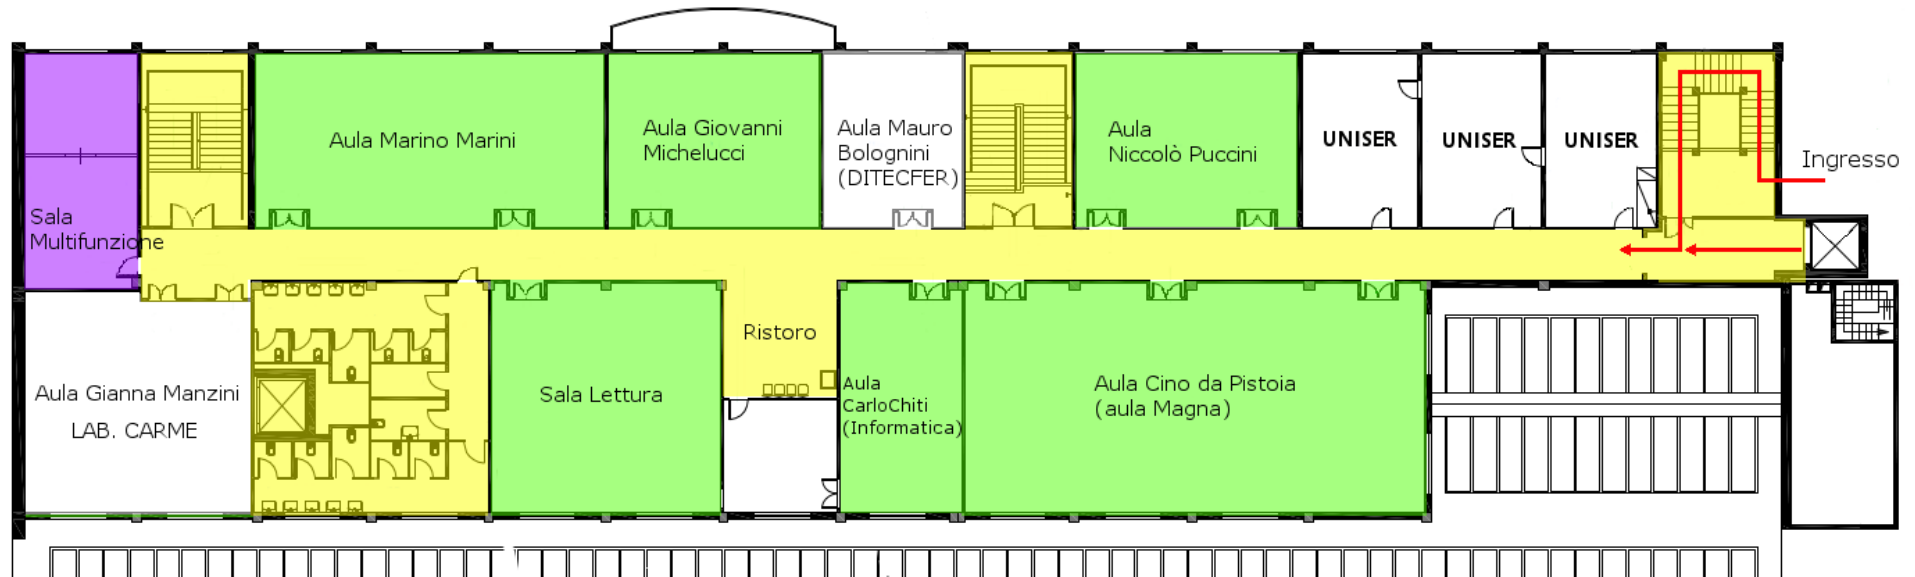 Aula Marino Marini
Aula Giovanni
Michelucci
Aula Mauro
Bolognini
(DITECFER)
Aula
Niccolò Puccini
UNISER
UNISER
UNISER
Ingresso
Sala
Multifunzione
Aula Gianna Manzini
LAB. CARME
Sala Lettura
Ristoro
Aula
CarloChiti
(Informatica)
Aula Cino da Pistoia
(aula Magna)